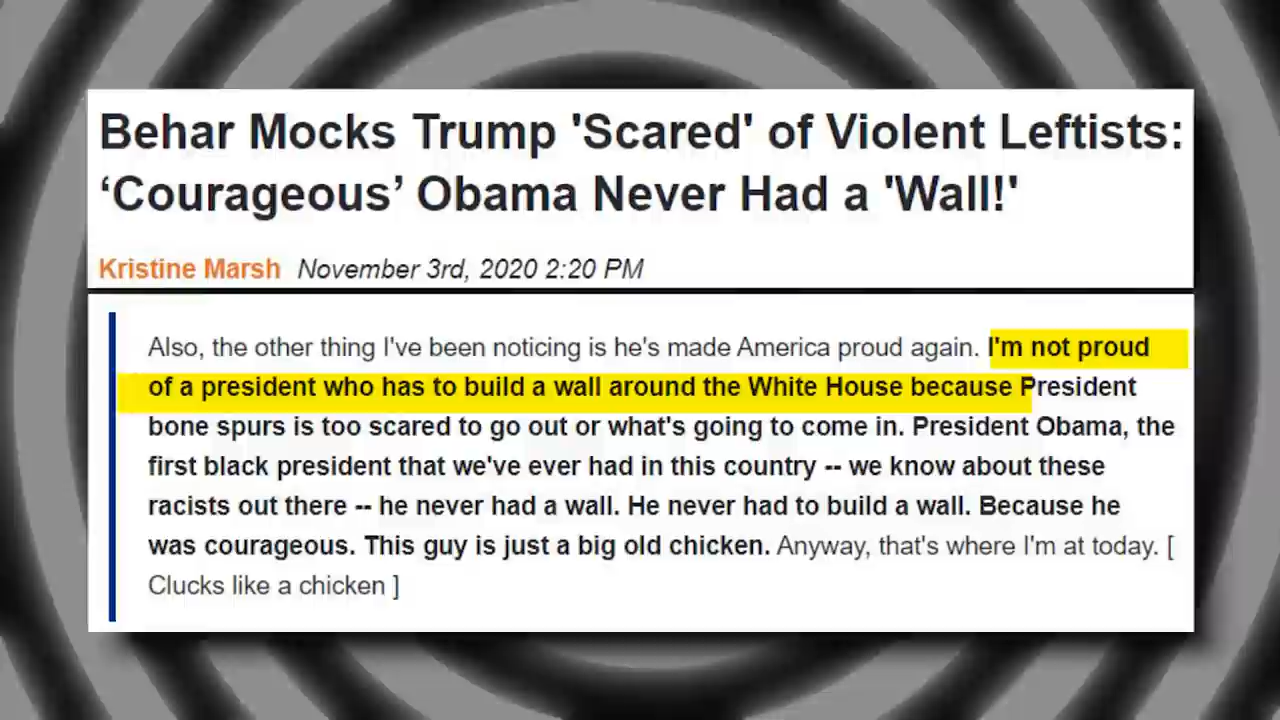 Behar Mocks Trump 'Scared' of Violent Leftists:
‘Courageous’ Obama Never Had a 'Wall!'
Kristine Marsh November 3rd, 2020 2:20 PM
Also, the other thing I've been noticing is he's made America proud again. I'm not proud
of a president who has to build a wall around the White House because President
bone spurs is too scared to go out or what's going to come in. President Obama, the
first black president that we've ever had in this country -- we know about these
racists out there -- he never had a wall. He never had to build a wall. Because he
was courageous. This guy is just a big old chicken. Anyway, that's where I'm at today. [
Clucks like a chicken ]